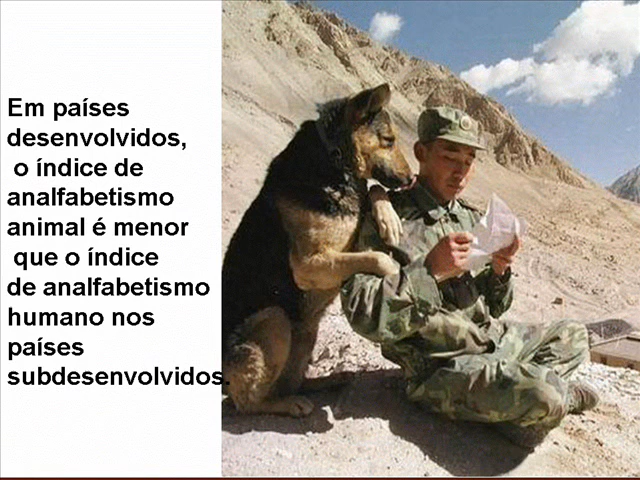 Em países
desenvolvidos,
o índice de
analfabetismo
animal é menor
que o índice
de analfabetismo
humano nos
países
subdesenvolvidos.